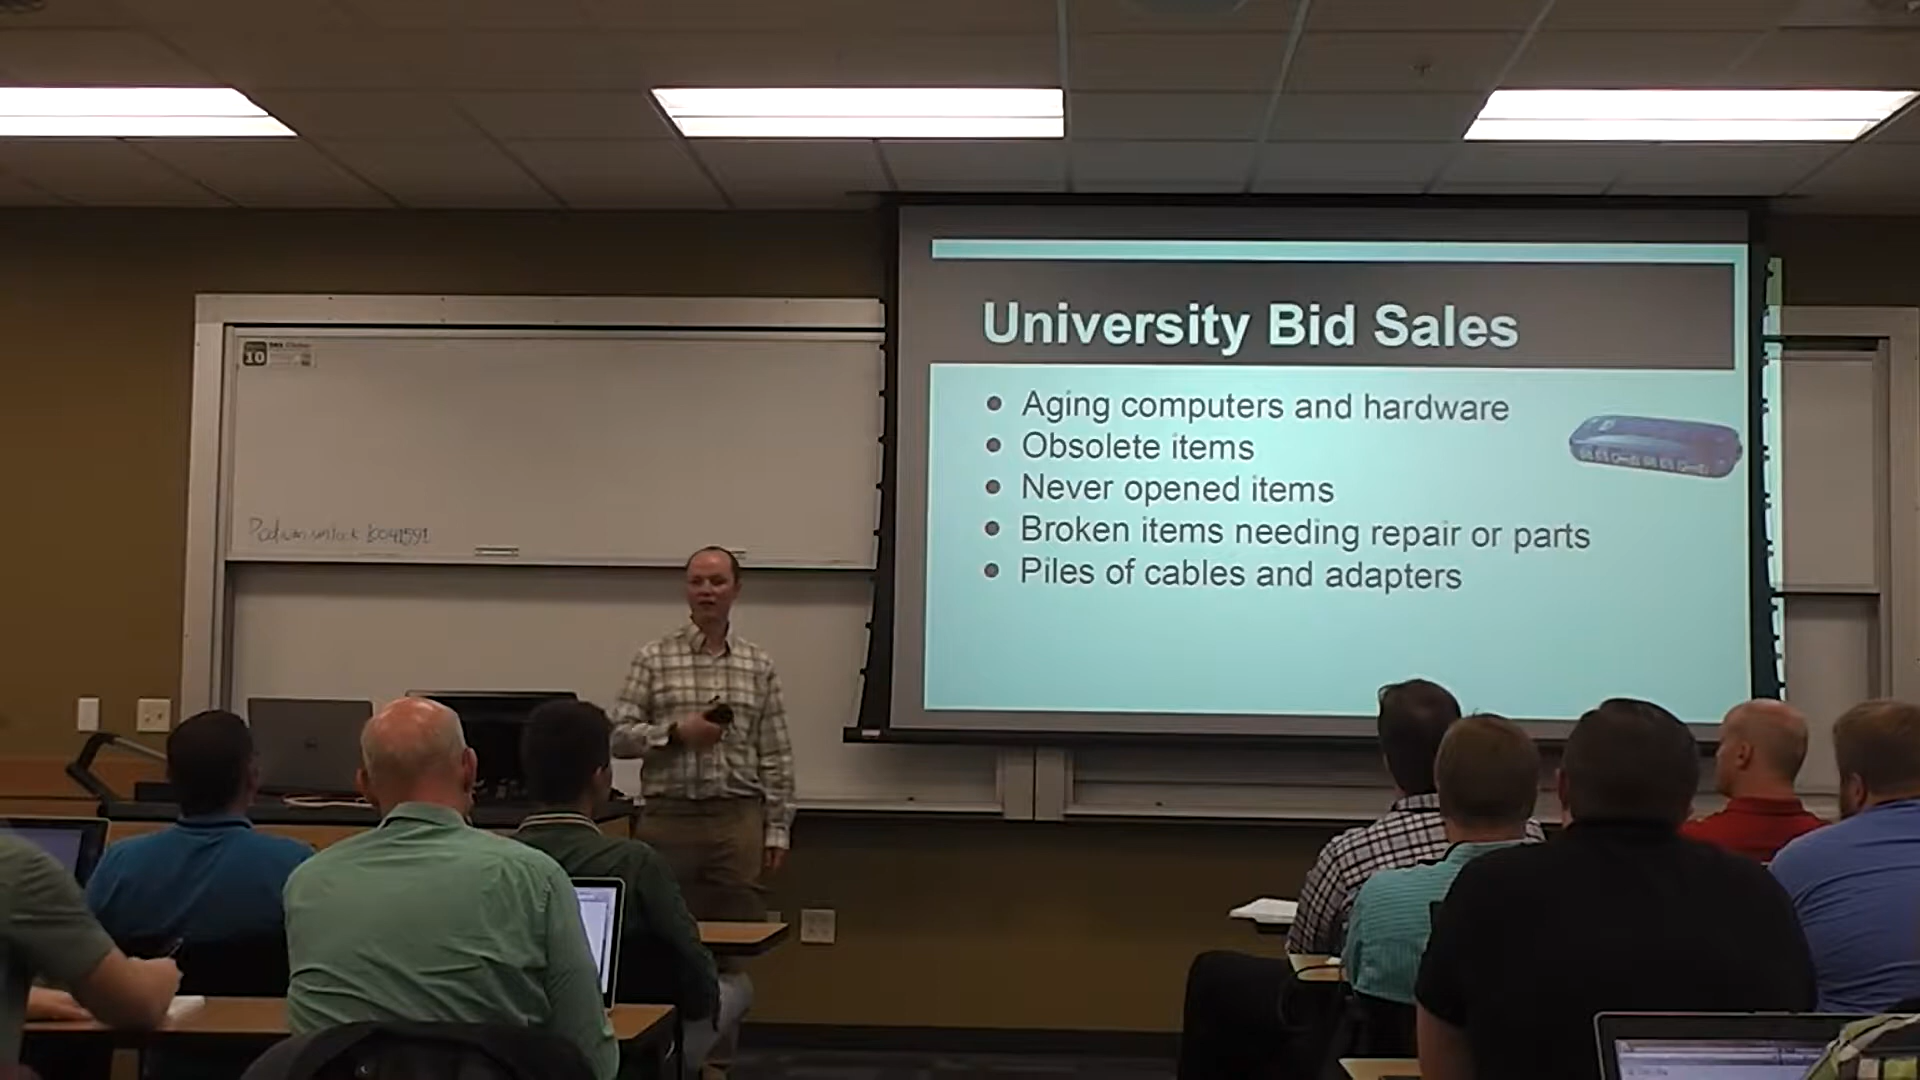 University Bid Sales
● Aging computers and hardware
● Obsolete items
● Never opened items
● Broken items needing repair or parts
● Piles of cables and adapters
10